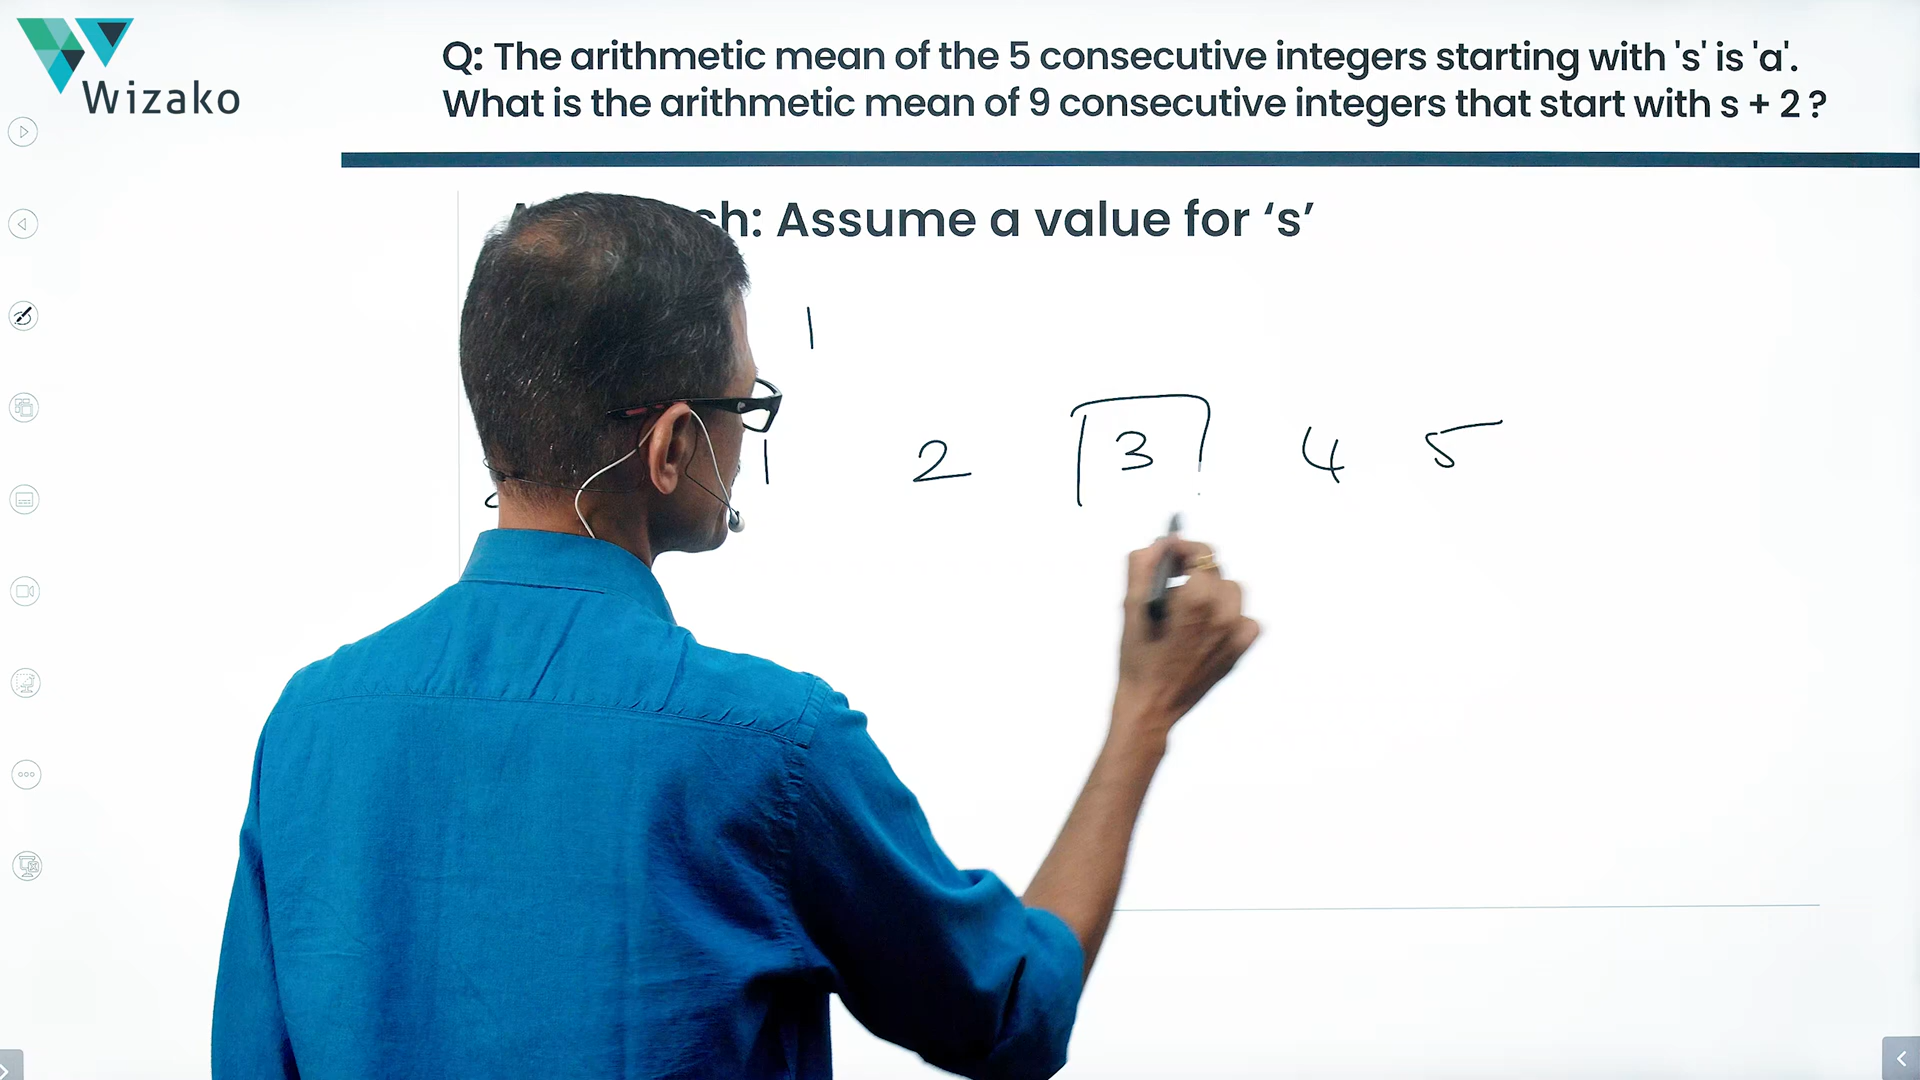 Wizako
Q: The arithmetic mean of the 5 consecutive integers starting with 's' is 'a'.
What is the arithmetic mean of 9 consecutive integers that start with s + 2 ?
Assume a value for ‘s’
1
1 2 3 4 5